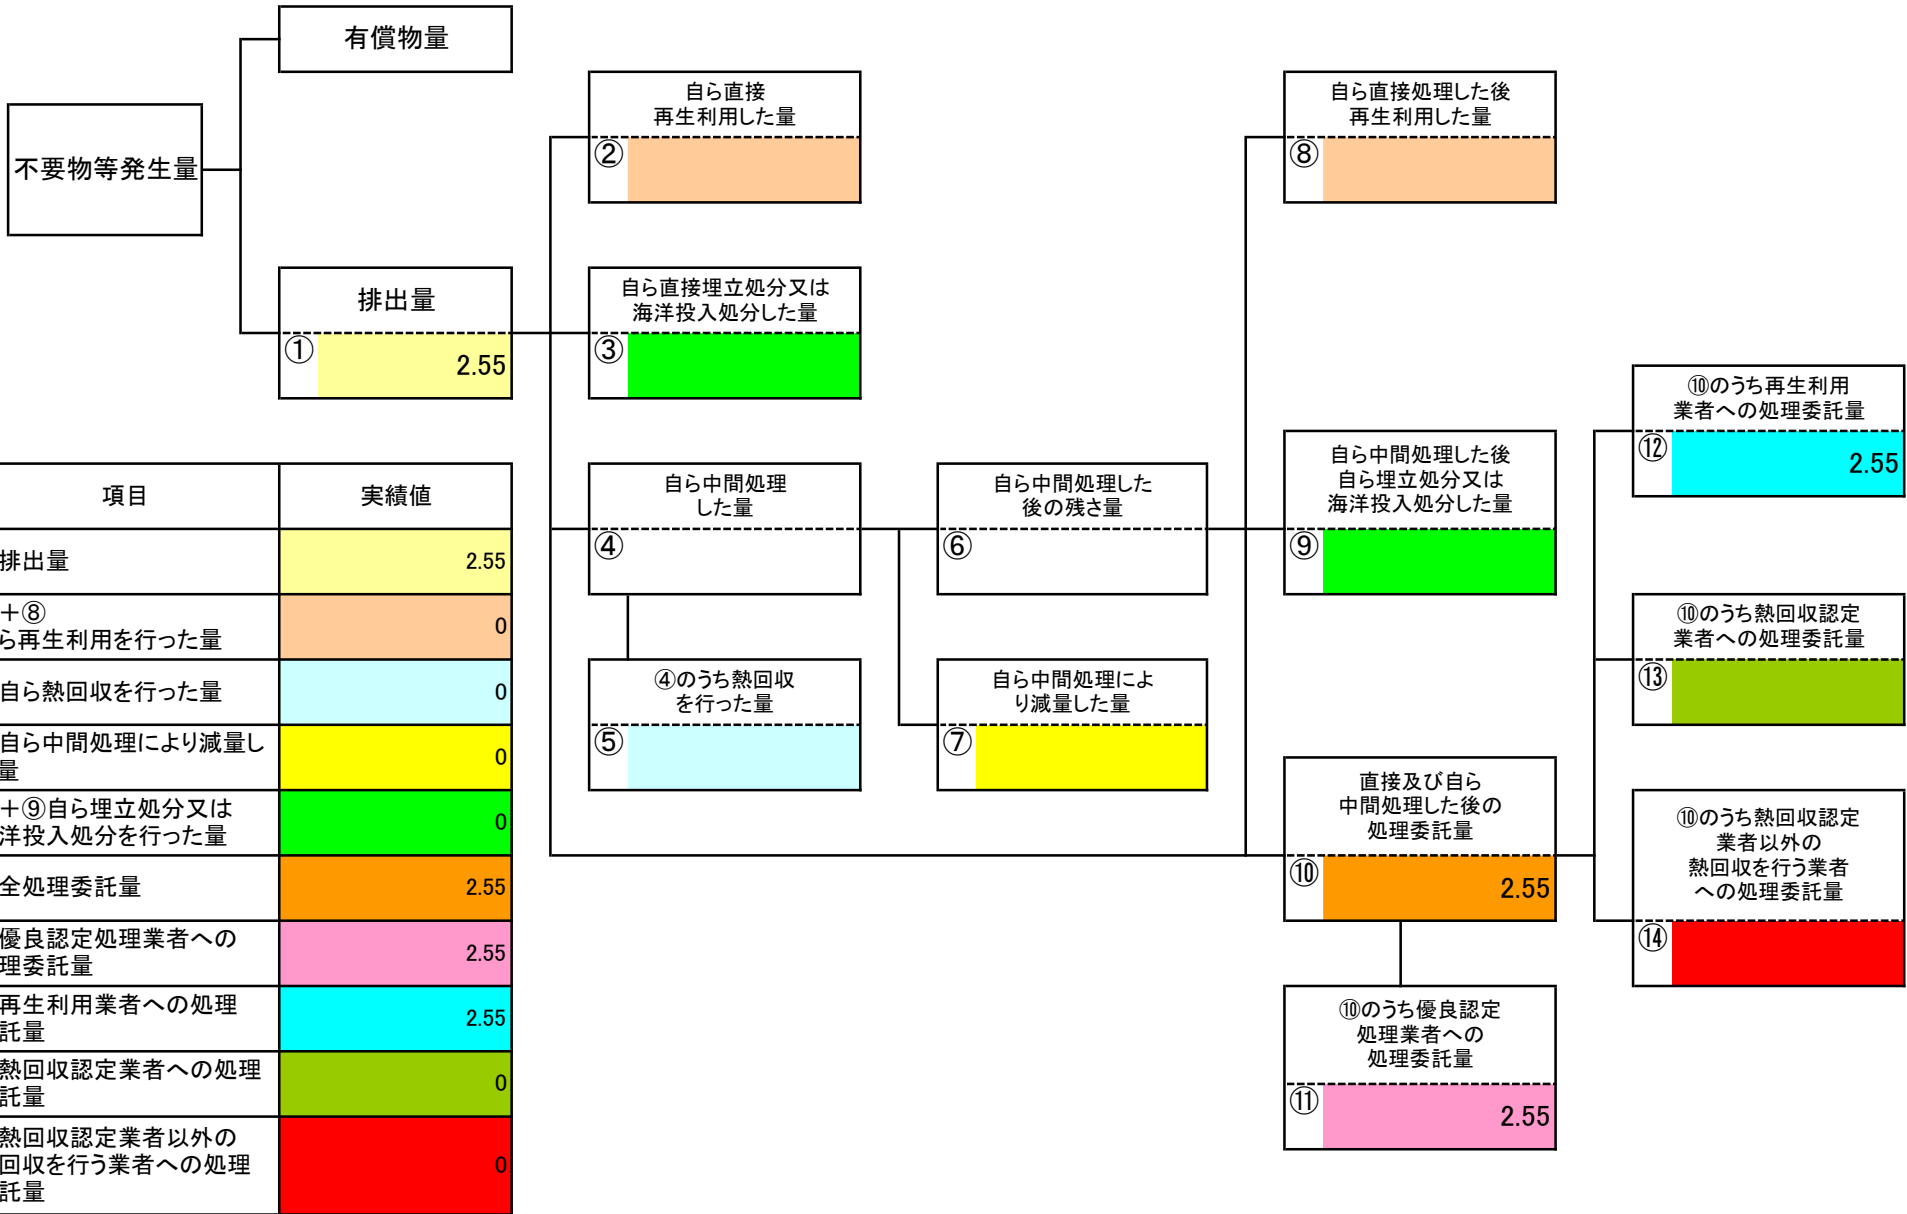 有償物量
不要物等発生量
排出量
①
2.55
自ら直接
再生利用した量
②
自ら直接埋立処分又は
海洋投入処分した量
③
自ら中間処理
した量
④
④のうち熱回収
を行った量
⑤
自ら中間処理した
後の残さ量
⑥
自ら中間処理によ
り減量した量
⑦
自ら直接処理した後
再生利用した量
⑧
自ら中間処理した後
自ら埋立処分又は
海洋投入処分した量
⑨
直接及び自ら
中間処理した後の
処理委託量
⑩
2.55
⑩のうち優良認定
処理業者への
処理委託量
⑪
2.55
⑩のうち再生利用
業者への処理委託量
⑫
2.55
⑩のうち熱回収認定
業者への処理委託量
⑬
⑩のうち熱回収認定
業者以外の
熱回収を行う業者
への処理委託量
⑭
項目 実績値
排出量 2.55
＋⑧
ら再生利用を行った量 0
自ら熱回収を行った量 0
自ら中間処理により減量し
量 0
＋⑨自ら埋立処分又は
洋投入処分を行った量 0
全処理委託量 2.55
優良認定処理業者への
理委託量 2.55
再生利用業者への処理
託量 2.55
熱回収認定業者への処理
託量 0
熱回収認定業者以外の
回収を行う業者への処理
託量 0